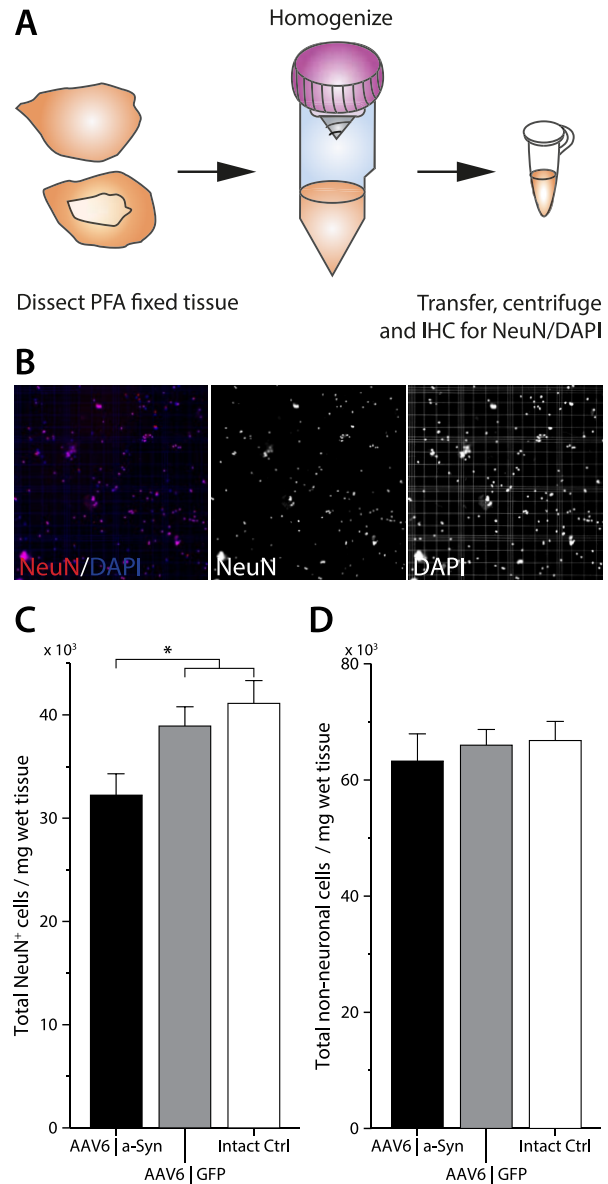 A
Homogenize
Dissect PFA fixed tissue
Transfer, centrifuge
and IHC for NeuN/DAPI
B
NeuN/DAPI
NeuN
DAPI
C
x 10³
*
40
30
20
10
0
Total NeuN⁺ cells / mg wet tissue
AAV6 | a-Syn
AAV6 | GFP
Intact Ctrl
D
x 10³
80
60
40
20
0
Total non-neuronal cells / mg wet tissue
AAV6 | a-Syn
AAV6 | GFP
Intact Ctrl